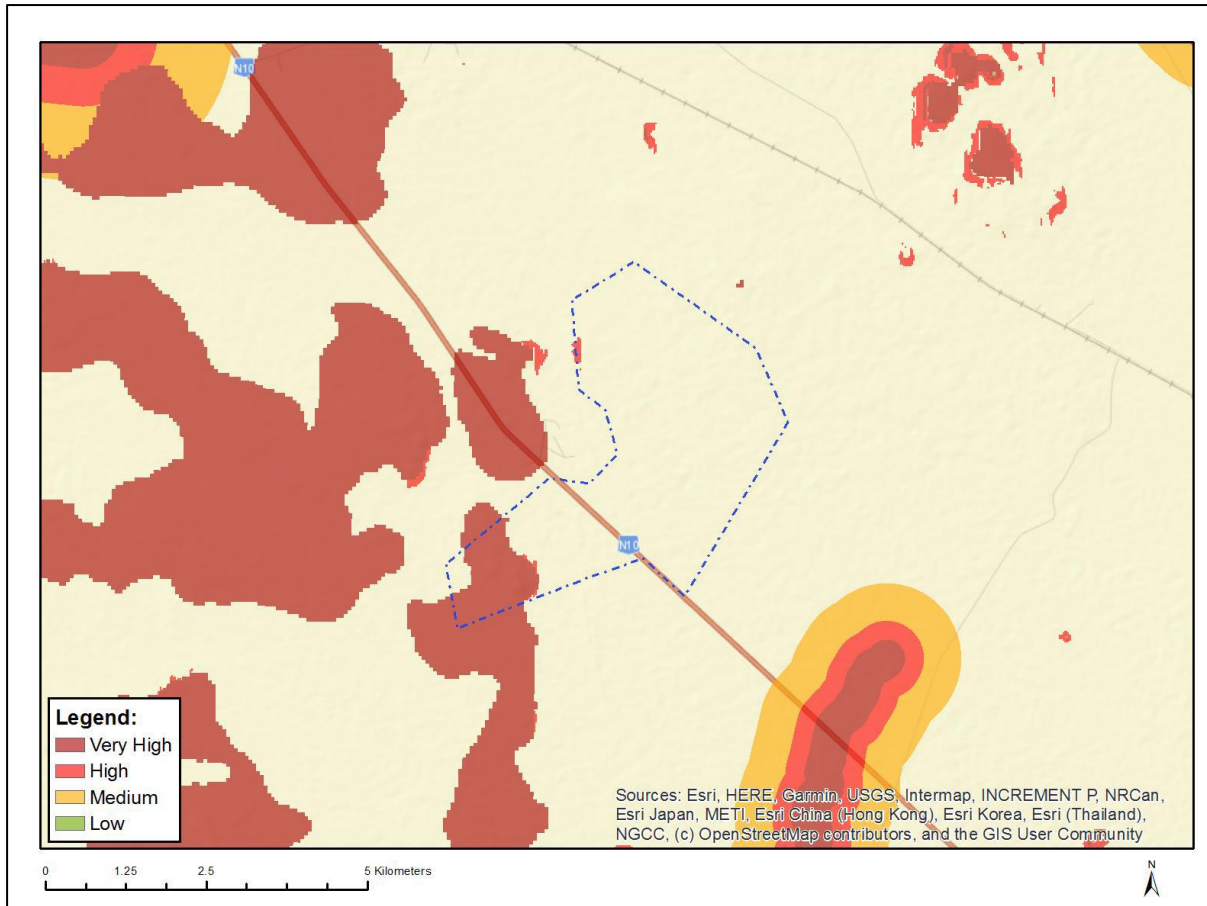 N10
N10
Legend:
Very High
High
Medium
Low
Sources: Esri, HERE, Garmin, USGS, Intermap, INCREMENT P, NRCan,
Esri Japan, METI, Esri China (Hong Kong), Esri Korea, Esri (Thailand),
NGCC, (c) OpenStreetMap contributors, and the GIS User Community
0 1.25 2.5 5 Kilometers
N